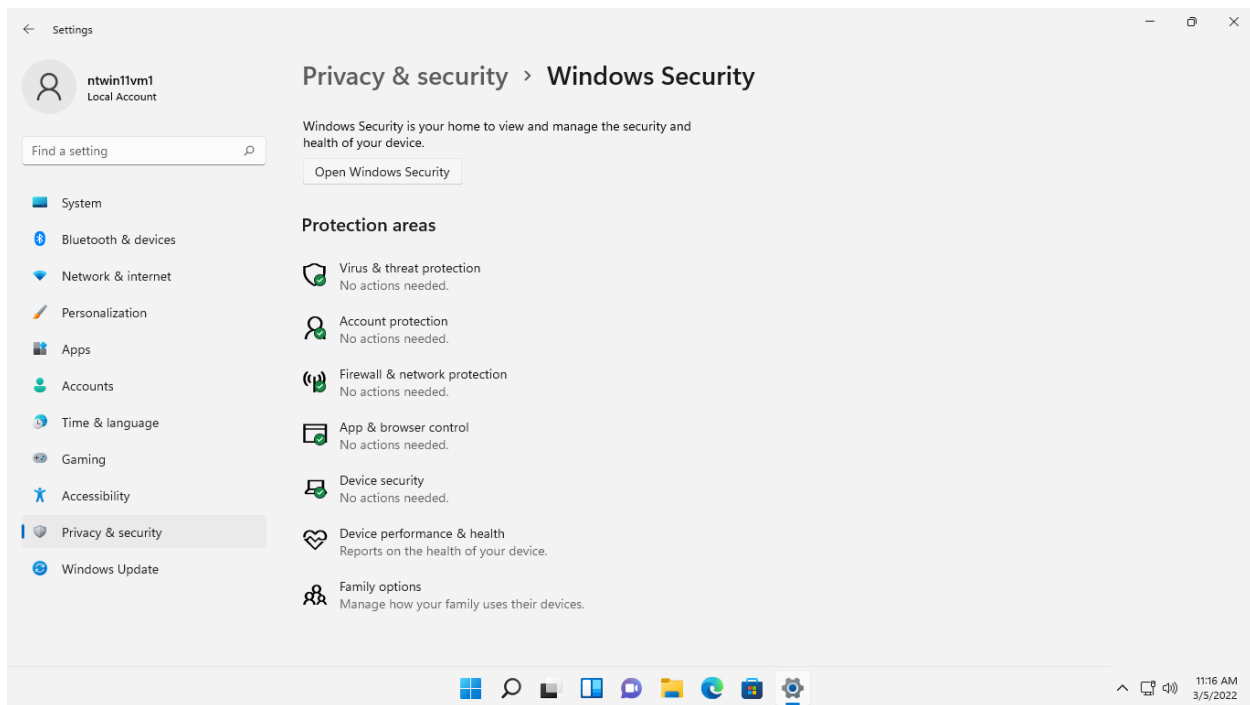 Settings
ntwin11vm1
Local Account
Find a setting
System
Bluetooth & devices
Network & internet
Personalization
Apps
Accounts
Time & language
Gaming
Accessibility
Privacy & security
Windows Update
Privacy & security › Windows Security
Windows Security is your home to view and manage the security and
health of your device.
Open Windows Security
Protection areas
Virus & threat protection
No actions needed.
Account protection
No actions needed.
Firewall & network protection
No actions needed.
App & browser control
No actions needed.
Device security
No actions needed.
Device performance & health
Reports on the health of your device.
Family options
Manage how your family uses their devices.
11:16 AM
3/5/2022